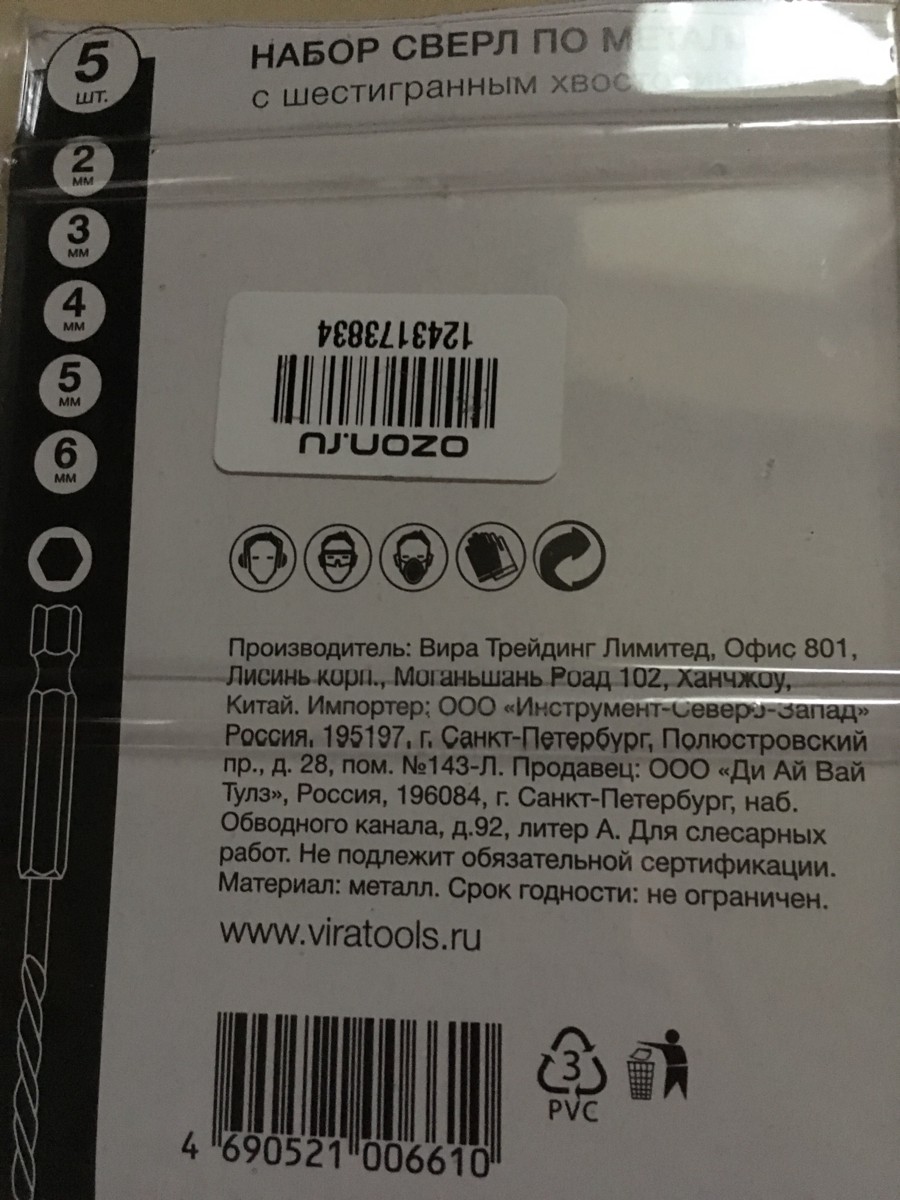 5
шт.
НАБОР СВЕРЛ ПО МЕТАЛ
с шестигранным хвосто
2
мм
3
мм
4
мм
5
мм
6
мм
1243173834
ozon.ru
Производитель: Вира Трейдинг Лимитед, Офис 801,
Лисинь корп., Моганьшань Роад 102, Ханчжоу,
Китай. Импортер: ООО «Инструмент-Северо-Запад»
Россия, 195197, г. Санкт-Петербург, Полюстровский
пр., д. 28, пом. №143-Л. Продавец: ООО «Ди Ай Вай
Тулз», Россия, 196084, г. Санкт-Петербург, наб.
Обводного канала, д.92, литер А. Для слесарных
работ. Не подлежит обязательной сертификации.
Материал: металл. Срок годности: не ограничен.
www.viratools.ru
4 690521 006610
3
PVC